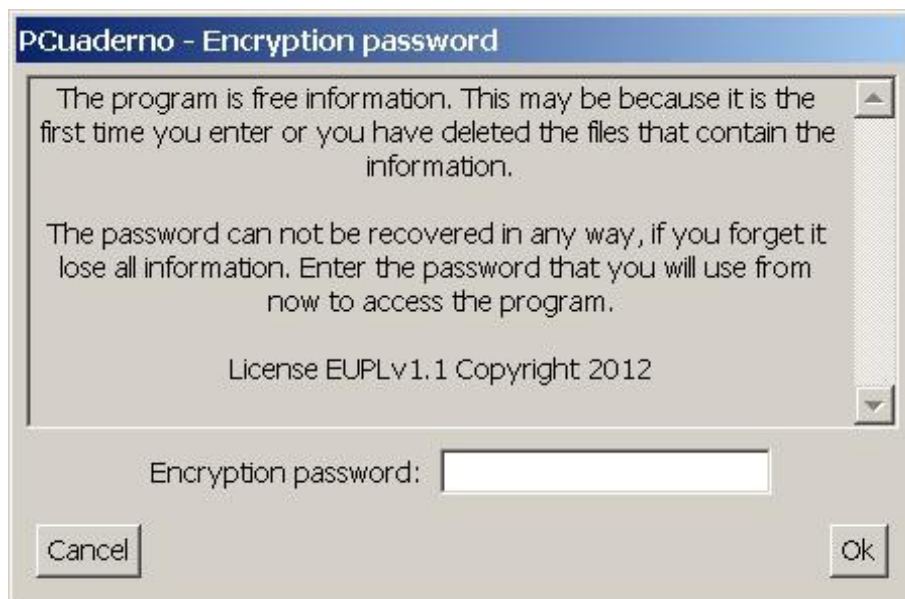 PCuaderno - Encryption password
The program is free information. This may be because it is the
first time you enter or you have deleted the files that contain the
information.
The password can not be recovered in any way, if you forget it
lose all information. Enter the password that you will use from
now to access the program.
License EUPLv1.1 Copyright 2012
Encryption password:
Cancel
Ok